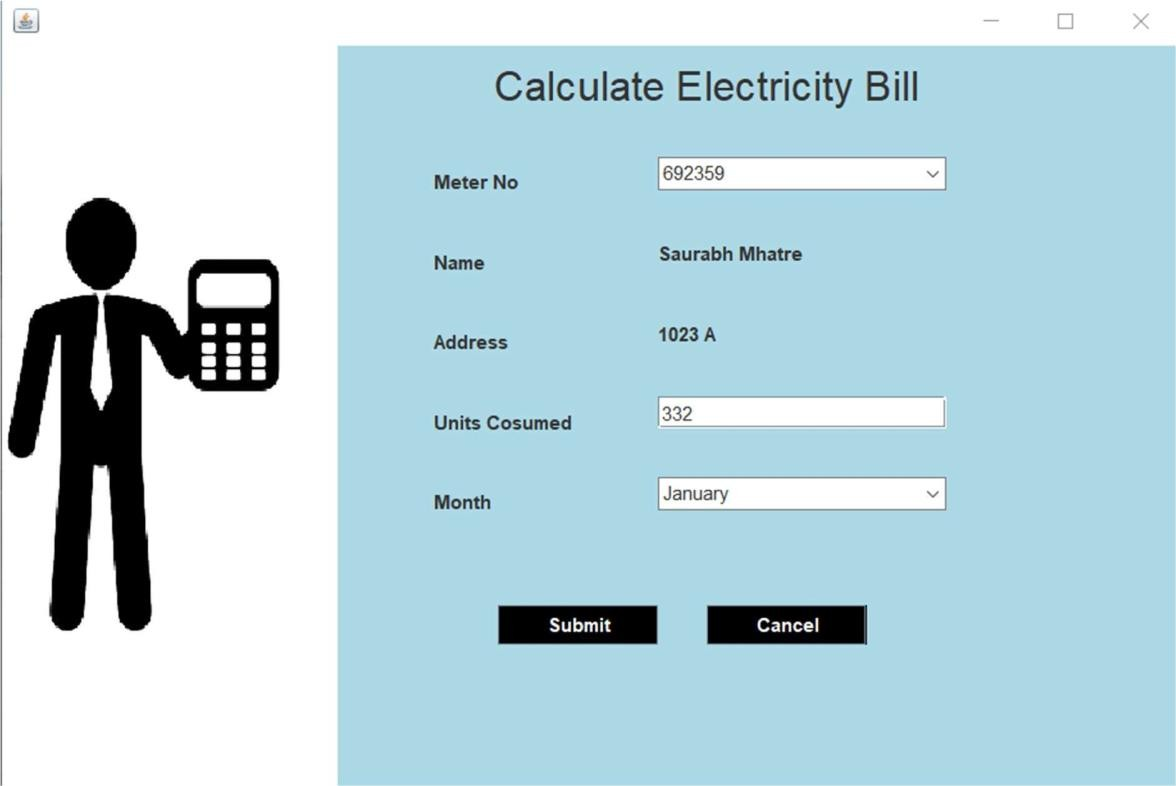 Calculate Electricity Bill
Meter No
692359
Name
Saurabh Mhatre
Address
1023 A
Units Cosumed
332
Month
January
Submit
Cancel